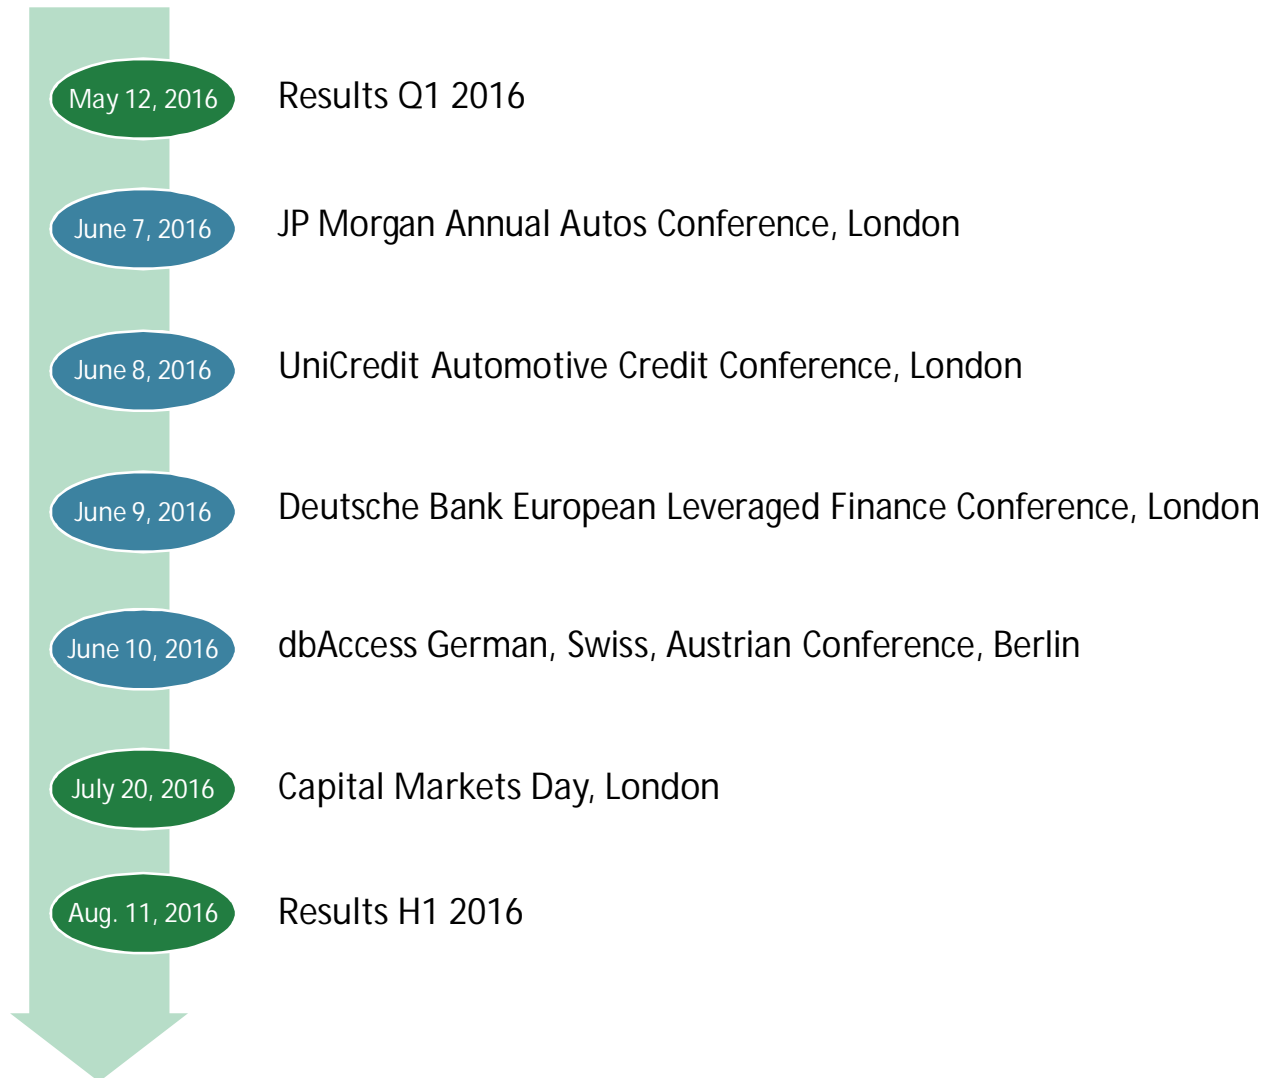 May 12, 2016 Results Q1 2016
June 7, 2016 JP Morgan Annual Autos Conference, London
June 8, 2016 UniCredit Automotive Credit Conference, London
June 9, 2016 Deutsche Bank European Leveraged Finance Conference, London
June 10, 2016 dbAccess German, Swiss, Austrian Conference, Berlin
July 20, 2016 Capital Markets Day, London
Aug. 11, 2016 Results H1 2016